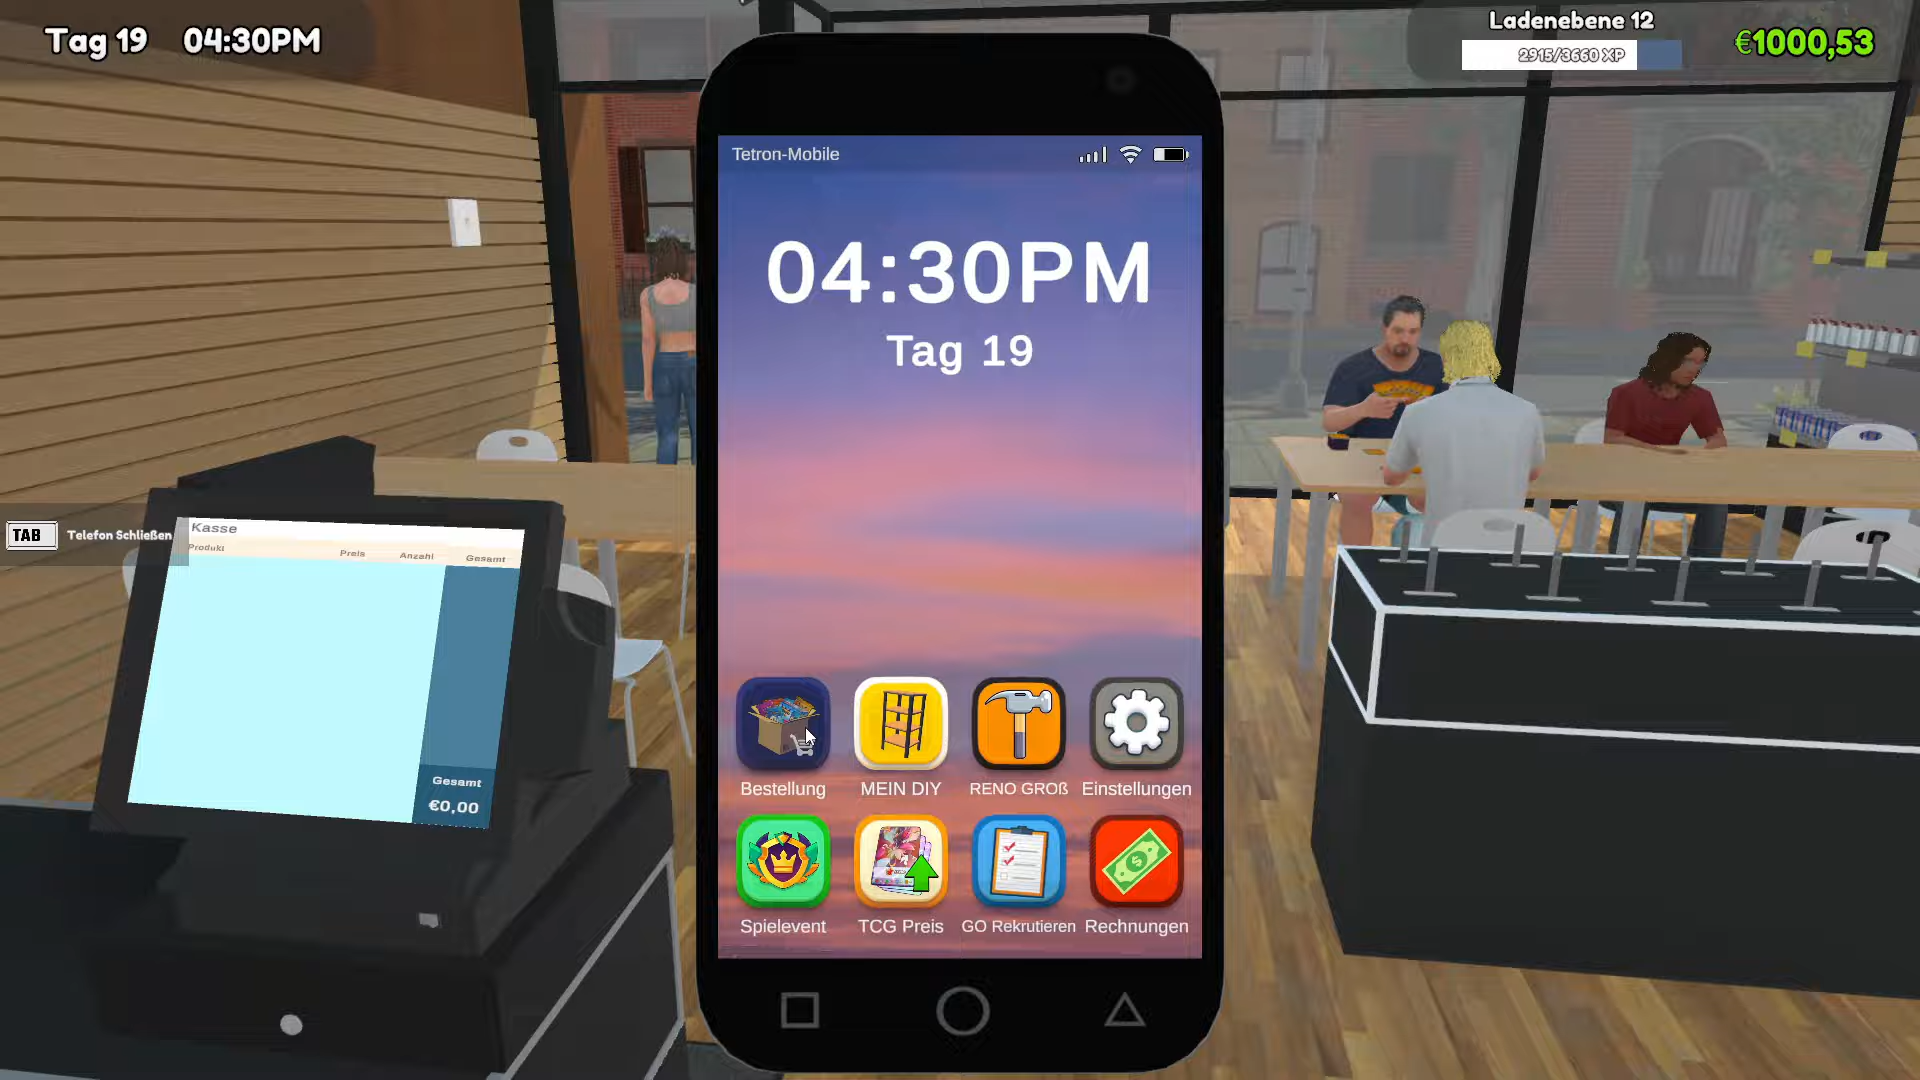 Tag 19 04:30PM
Ladenebene 12
2915/3660 XP
€1000,53
Tetron-Mobile
04:30PM
Tag 19
TAB Telefon Schließen
Kasse
Produkt Preis Anzahl Gesamt
Gesamt
€0,00
Bestellung MEIN DIY RENO GROß Einstellungen
Spielevent TCG Preis GO Rekrutieren Rechnungen